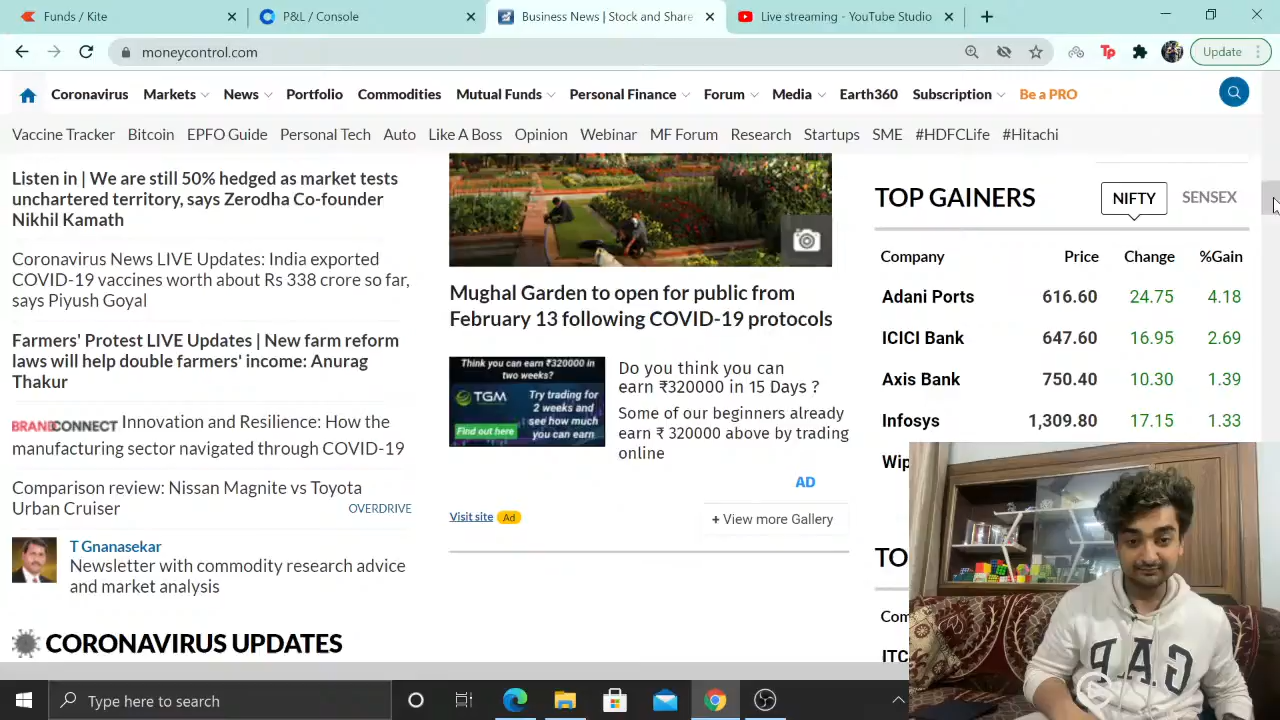 Funds / Kite
P&L / Console
Business News | Stock and Share
Live streaming - YouTube Studio
moneycontrol.com
Update
Coronavirus Markets News Portfolio Commodities Mutual Funds Personal Finance Forum Media Earth360 Subscription Be a PRO
Vaccine Tracker Bitcoin EPFO Guide Personal Tech Auto Like A Boss Opinion Webinar MF Forum Research Startups SME #HDFCLife #Hitachi
Listen in | We are still 50% hedged as market tests
unchartered territory, says Zerodha Co-founder
Nikhil Kamath
Coronavirus News LIVE Updates: India exported
COVID-19 vaccines worth about Rs 338 crore so far,
says Piyush Goyal
Farmers' Protest LIVE Updates | New farm reform
laws will help double farmers' income: Anurag
Thakur
BRANDCONNECT Innovation and Resilience: How the
manufacturing sector navigated through COVID-19
Comparison review: Nissan Magnite vs Toyota
Urban Cruiser
OVERDRIVE
T Gnanasekar
Newsletter with commodity research advice
and market analysis
CORONAVIRUS UPDATES
Mughal Garden to open for public from
February 13 following COVID-19 protocols
Think you can earn ₹320000 in
two weeks?
TGM
Try trading for
2 weeks and
see how much
you can earn
Find out here
Do you think you can
earn ₹320000 in 15 Days ?
Some of our beginners already
earn ₹ 320000 above by trading
online
AD
Visit site Ad
+ View more Gallery
TOP GAINERS
NIFTY SENSEX
Company Price Change %Gain
Adani Ports 616.60 24.75 4.18
ICICI Bank 647.60 16.95 2.69
Axis Bank 750.40 10.30 1.39
Infosys 1,309.80 17.15 1.33
Wip
TO
Com
ITC
GAP
Type here to search